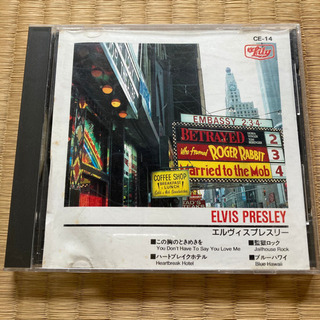 CE-14
Lily
EMBASSY 2 3 4
BETRAYED 2
Who Framed
ROGER RABBIT 3
Married to the Mob 4
COFFEE SHOP
BREAKFAST
LUNCH
TAD'S
ELVIS PRESLEY
エルヴィスプレスリー
■この胸のときめきを
You Don't Have To Say You Love Me
■監獄ロック
Jailhouse Rock
■ハートブレイクホテル
Heartbreak Hotel
■ブルーハワイ
Blue Hawaii